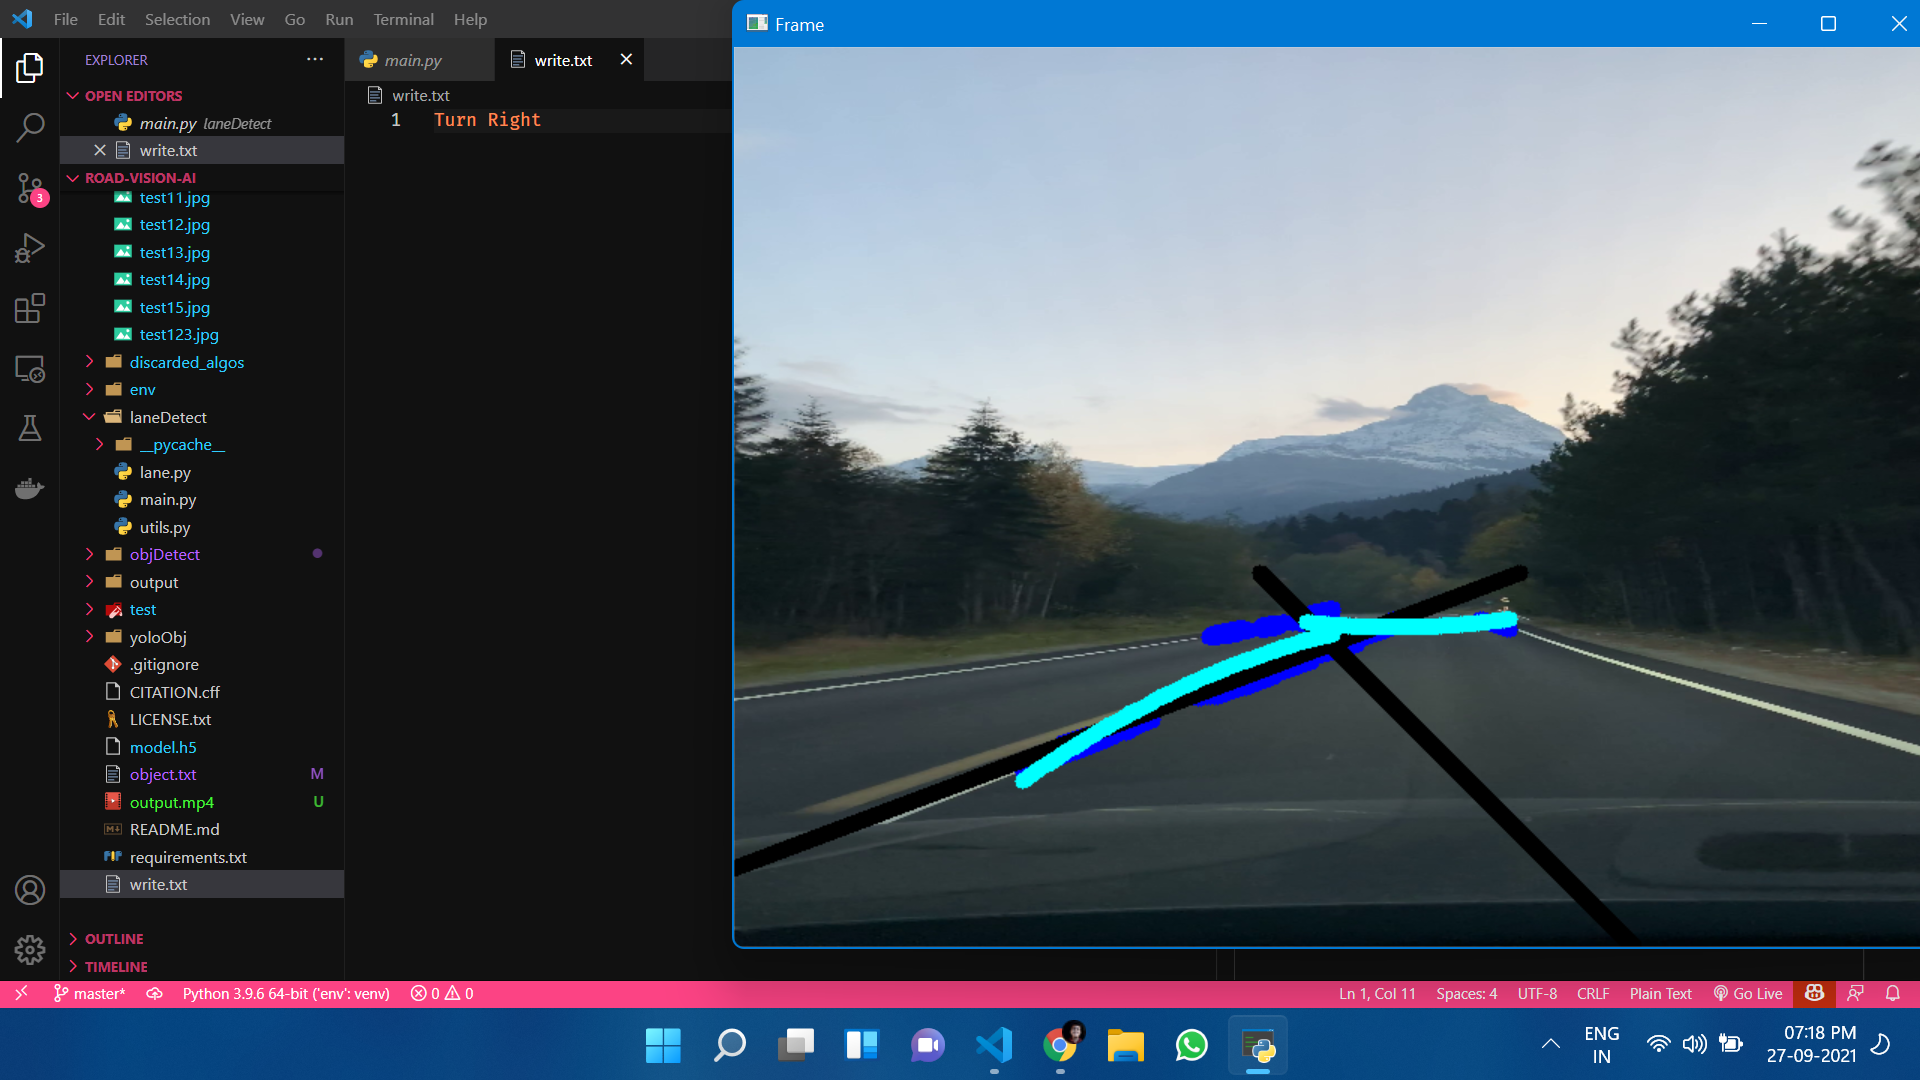 File Edit Selection View Go Run Terminal Help
Frame
EXPLORER
main.py
write.txt
OPEN EDITORS
main.py laneDetect
write.txt
ROAD-VISION-AI
test11.jpg
test12.jpg
test13.jpg
test14.jpg
test15.jpg
test123.jpg
discarded_algos
env
laneDetect
__pycache__
lane.py
main.py
utils.py
objDetect
output
test
yoloObj
.gitignore
CITATION.cff
LICENSE.txt
model.h5
object.txt M
output.mp4 U
README.md
requirements.txt
write.txt
OUTLINE
TIMELINE
write.txt
1 Turn Right
3
master* Python 3.9.6 64-bit ('env': venv) 0 0
Ln 1, Col 11 Spaces: 4 UTF-8 CRLF Plain Text Go Live
ENG
IN
07:18 PM
27-09-2021